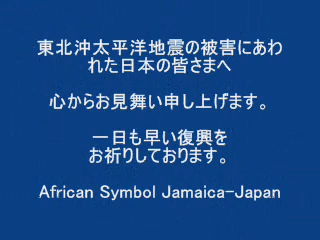 東北沖太平洋地震の被害にあわ
れた日本の皆さまへ
心からお見舞い申し上げます。
一日も早い復興を
お祈りしております。
African Symbol Jamaica-Japan